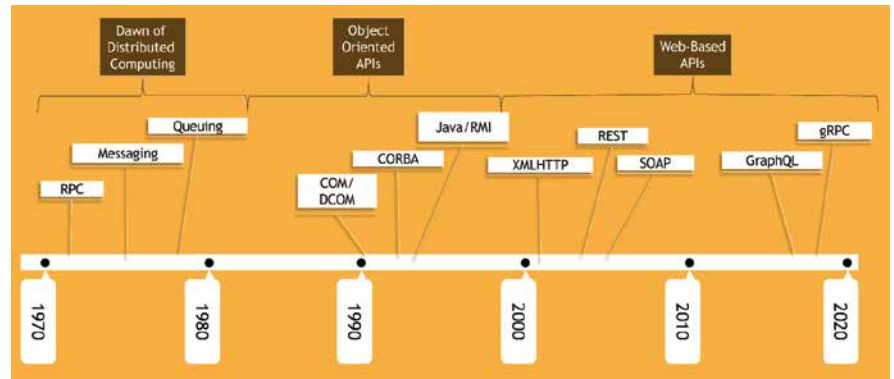 Dawn of
Distributed
Computing
Object
Oriented
APIs
Web-Based
APIs
Queuing
Messaging
RPC
Java/RMI
CORBA
COM/
DCOM
gRPC
REST
XMLHTTP
SOAP
GraphQL
1970
1980
1990
2000
2010
2020